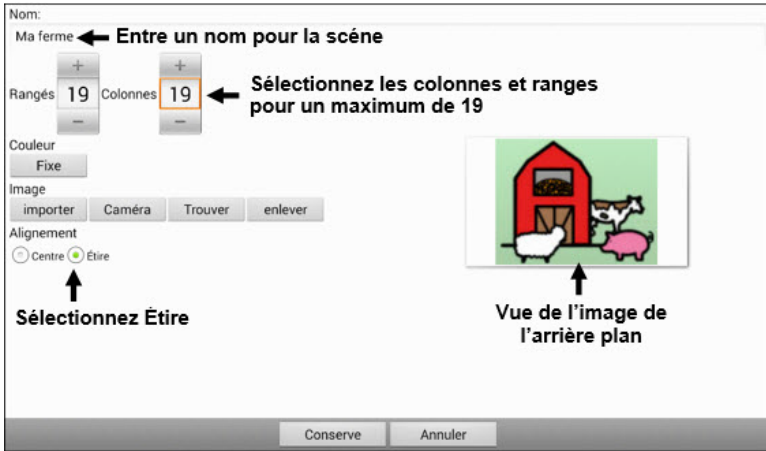 Nom:
Ma ferme
Entre un nom pour la scéne
+ +
Rangés 19 Colonnes 19
Sélectionnez les colonnes et ranges
pour un maximum de 19
- -
Couleur
Fixe
Image
importer Caméra Trouver enlever
Alignement
Centre Étire
Sélectionnez Étire
Vue de l'image de
l'arrière plan
Conserve Annuler